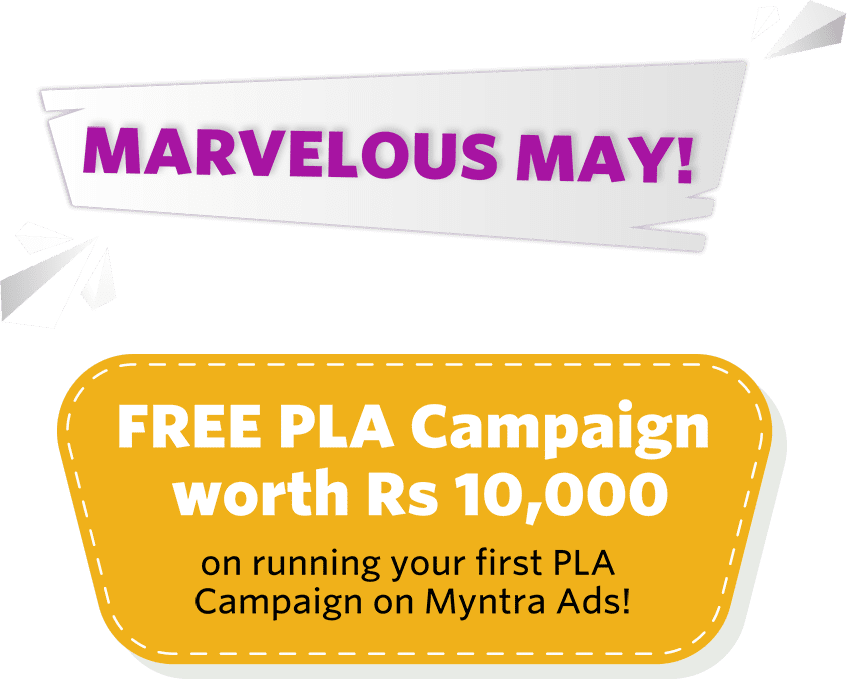 MARVELOUS MAY!
FREE PLA Campaign
worth Rs 10,000
on running your first PLA
Campaign on Myntra Ads!